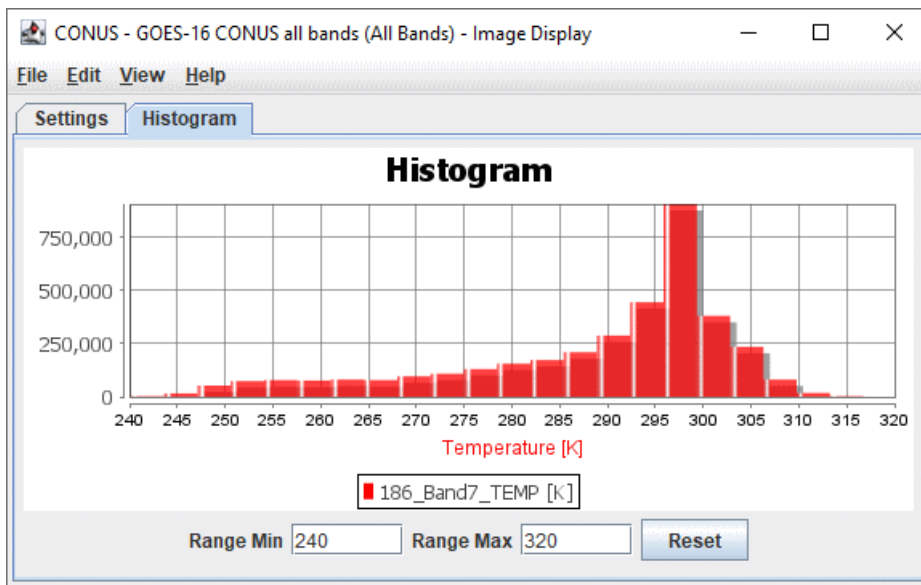 CONUS - GOES-16 CONUS all bands (All Bands) - Image Display
File Edit View Help
Settings Histogram
Histogram
750,000
500,000
250,000
0
240 245 250 255 260 265 270 275 280 285 290 295 300 305 310 315 320
Temperature [K]
186_Band7_TEMP [K]
Range Min 240 Range Max 320 Reset